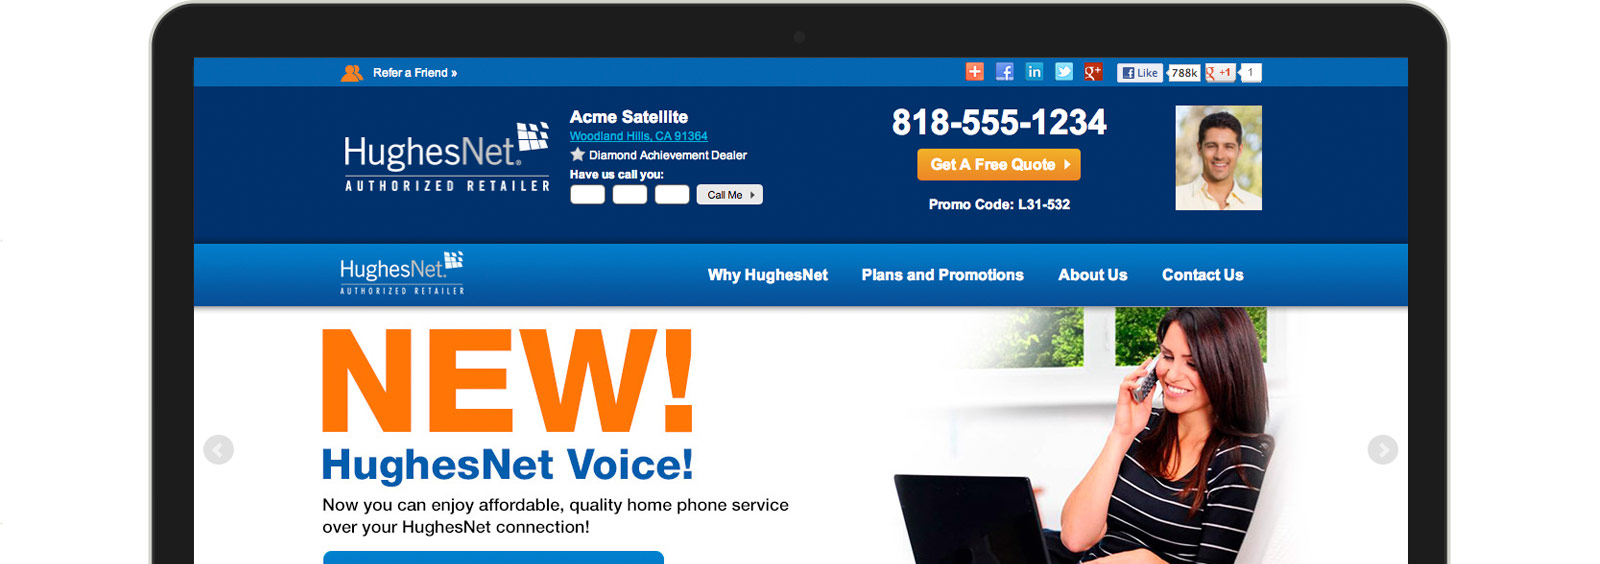 Refer a Friend »
f Like
788k
g +1
1
HughesNet®
AUTHORIZED RETAILER
Acme Satellite
Woodland Hills, CA 91364
Diamond Achievement Dealer
Have us call you:
Call Me
818-555-1234
Get A Free Quote
Promo Code: L31-532
HughesNet.
AUTHORIZED RETAILER
Why HughesNet
Plans and Promotions
About Us
Contact Us
NEW!
HughesNet Voice!
Now you can enjoy affordable, quality home phone service
over your HughesNet connection!